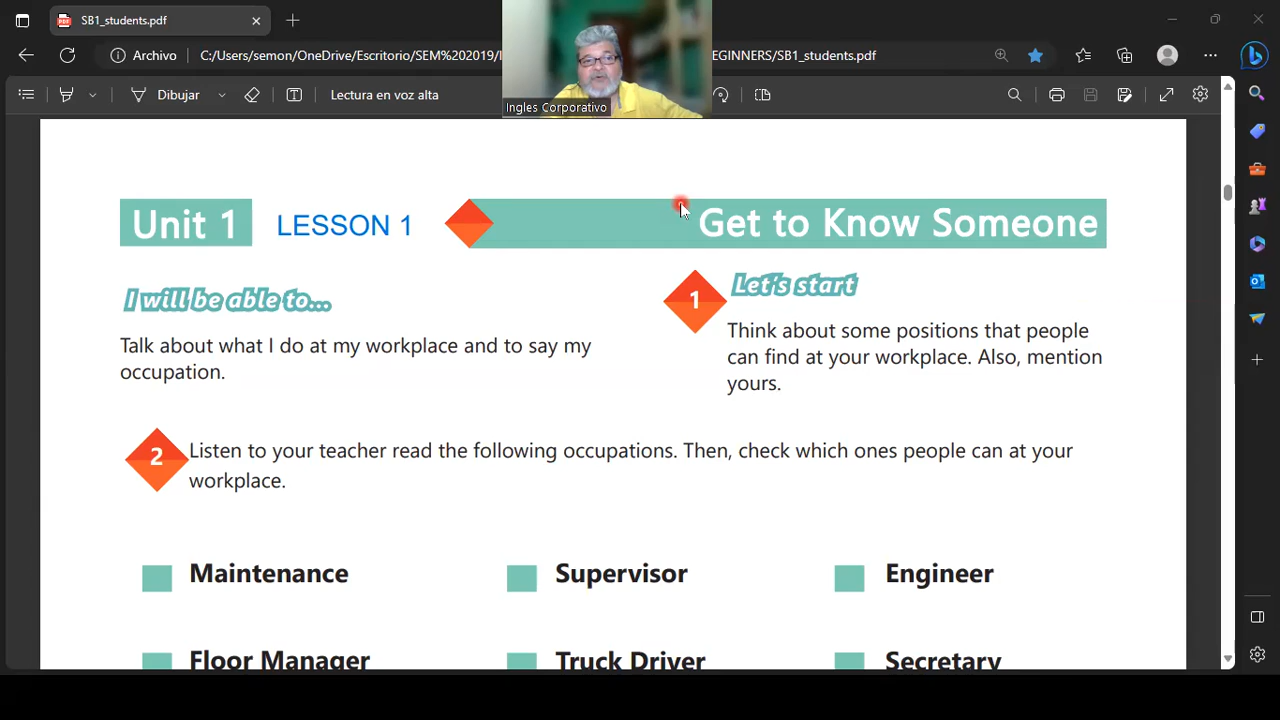 SB1_students.pdf
Archivo
C:/Users/semon/OneDrive/Escritorio/SEM%202019/I
EGINNERS/SB1_students.pdf
Dibujar
Lectura en voz alta
Ingles Corporativo
Unit 1
LESSON 1
Get to Know Someone
I will be able to...
Talk about what I do at my workplace and to say my
occupation.
1
Let's start
Think about some positions that people
can find at your workplace. Also, mention
yours.
2
Listen to your teacher read the following occupations. Then, check which ones people can at your
workplace.
Maintenance
Supervisor
Engineer
Floor Manager
Truck Driver
Secretary